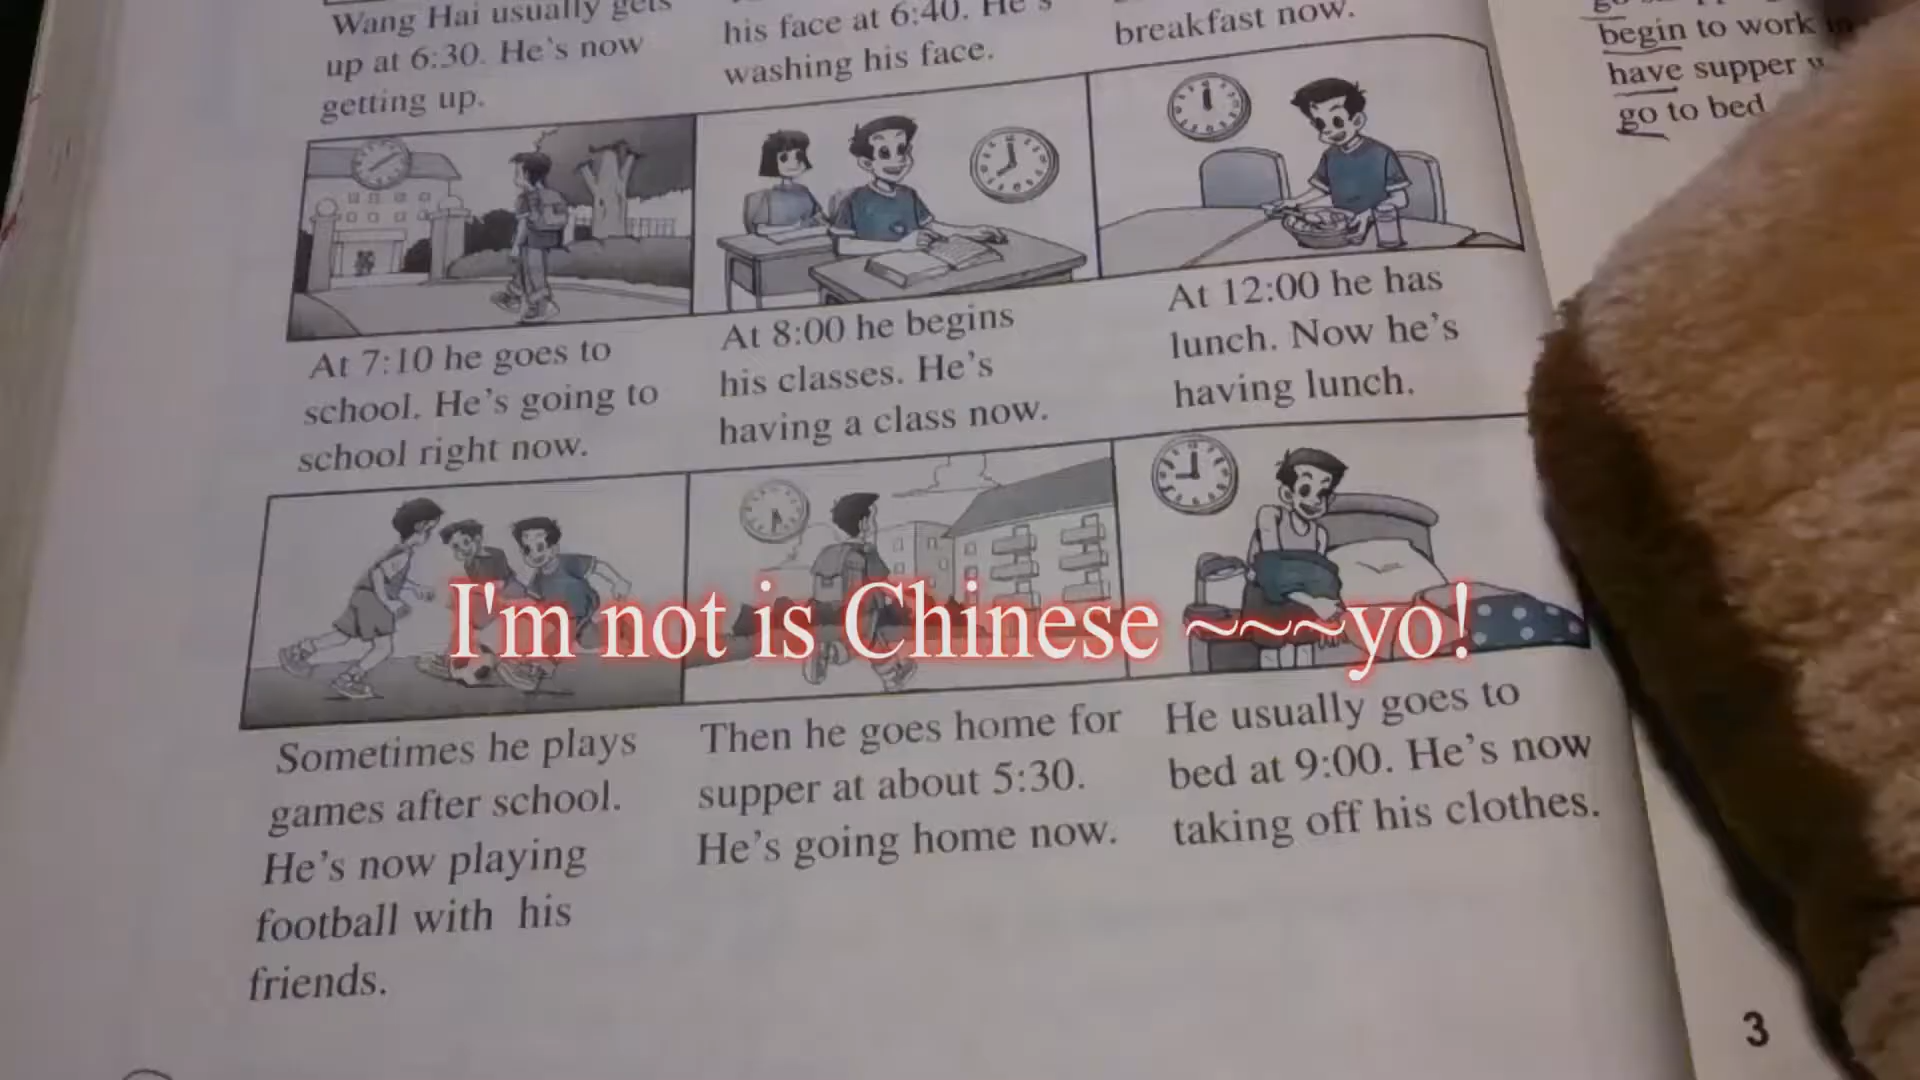 Wang Hai usually gets
up at 6:30. He's now
getting up.
his face at 6:40. He's
washing his face.
breakfast now.
At 7:10 he goes to
school. He's going to
school right now.
At 8:00 he begins
his classes. He's
having a class now.
At 12:00 he has
lunch. Now he's
having lunch.
I'm not is Chinese ~~~yo!
Sometimes he plays
games after school.
He's now playing
football with his
friends.
Then he goes home for
supper at about 5:30.
He's going home now.
He usually goes to
bed at 9:00. He's now
taking off his clothes.
go
begin to work
have supper
go to bed
3